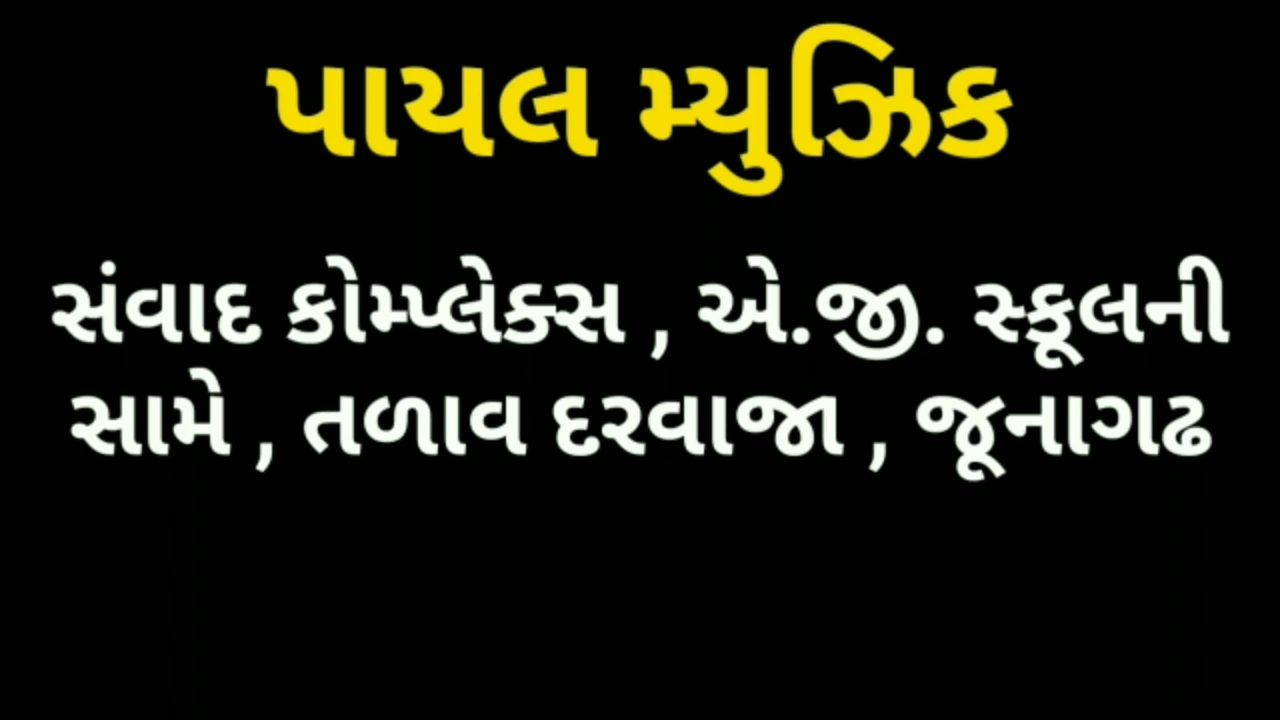 પાયલ મ્યુઝિક
સંવાદ કોમ્પ્લેક્સ , એ.જી. સ્કૂલની
સામે , તળાવ દરવાજા , જૂનાગઢ